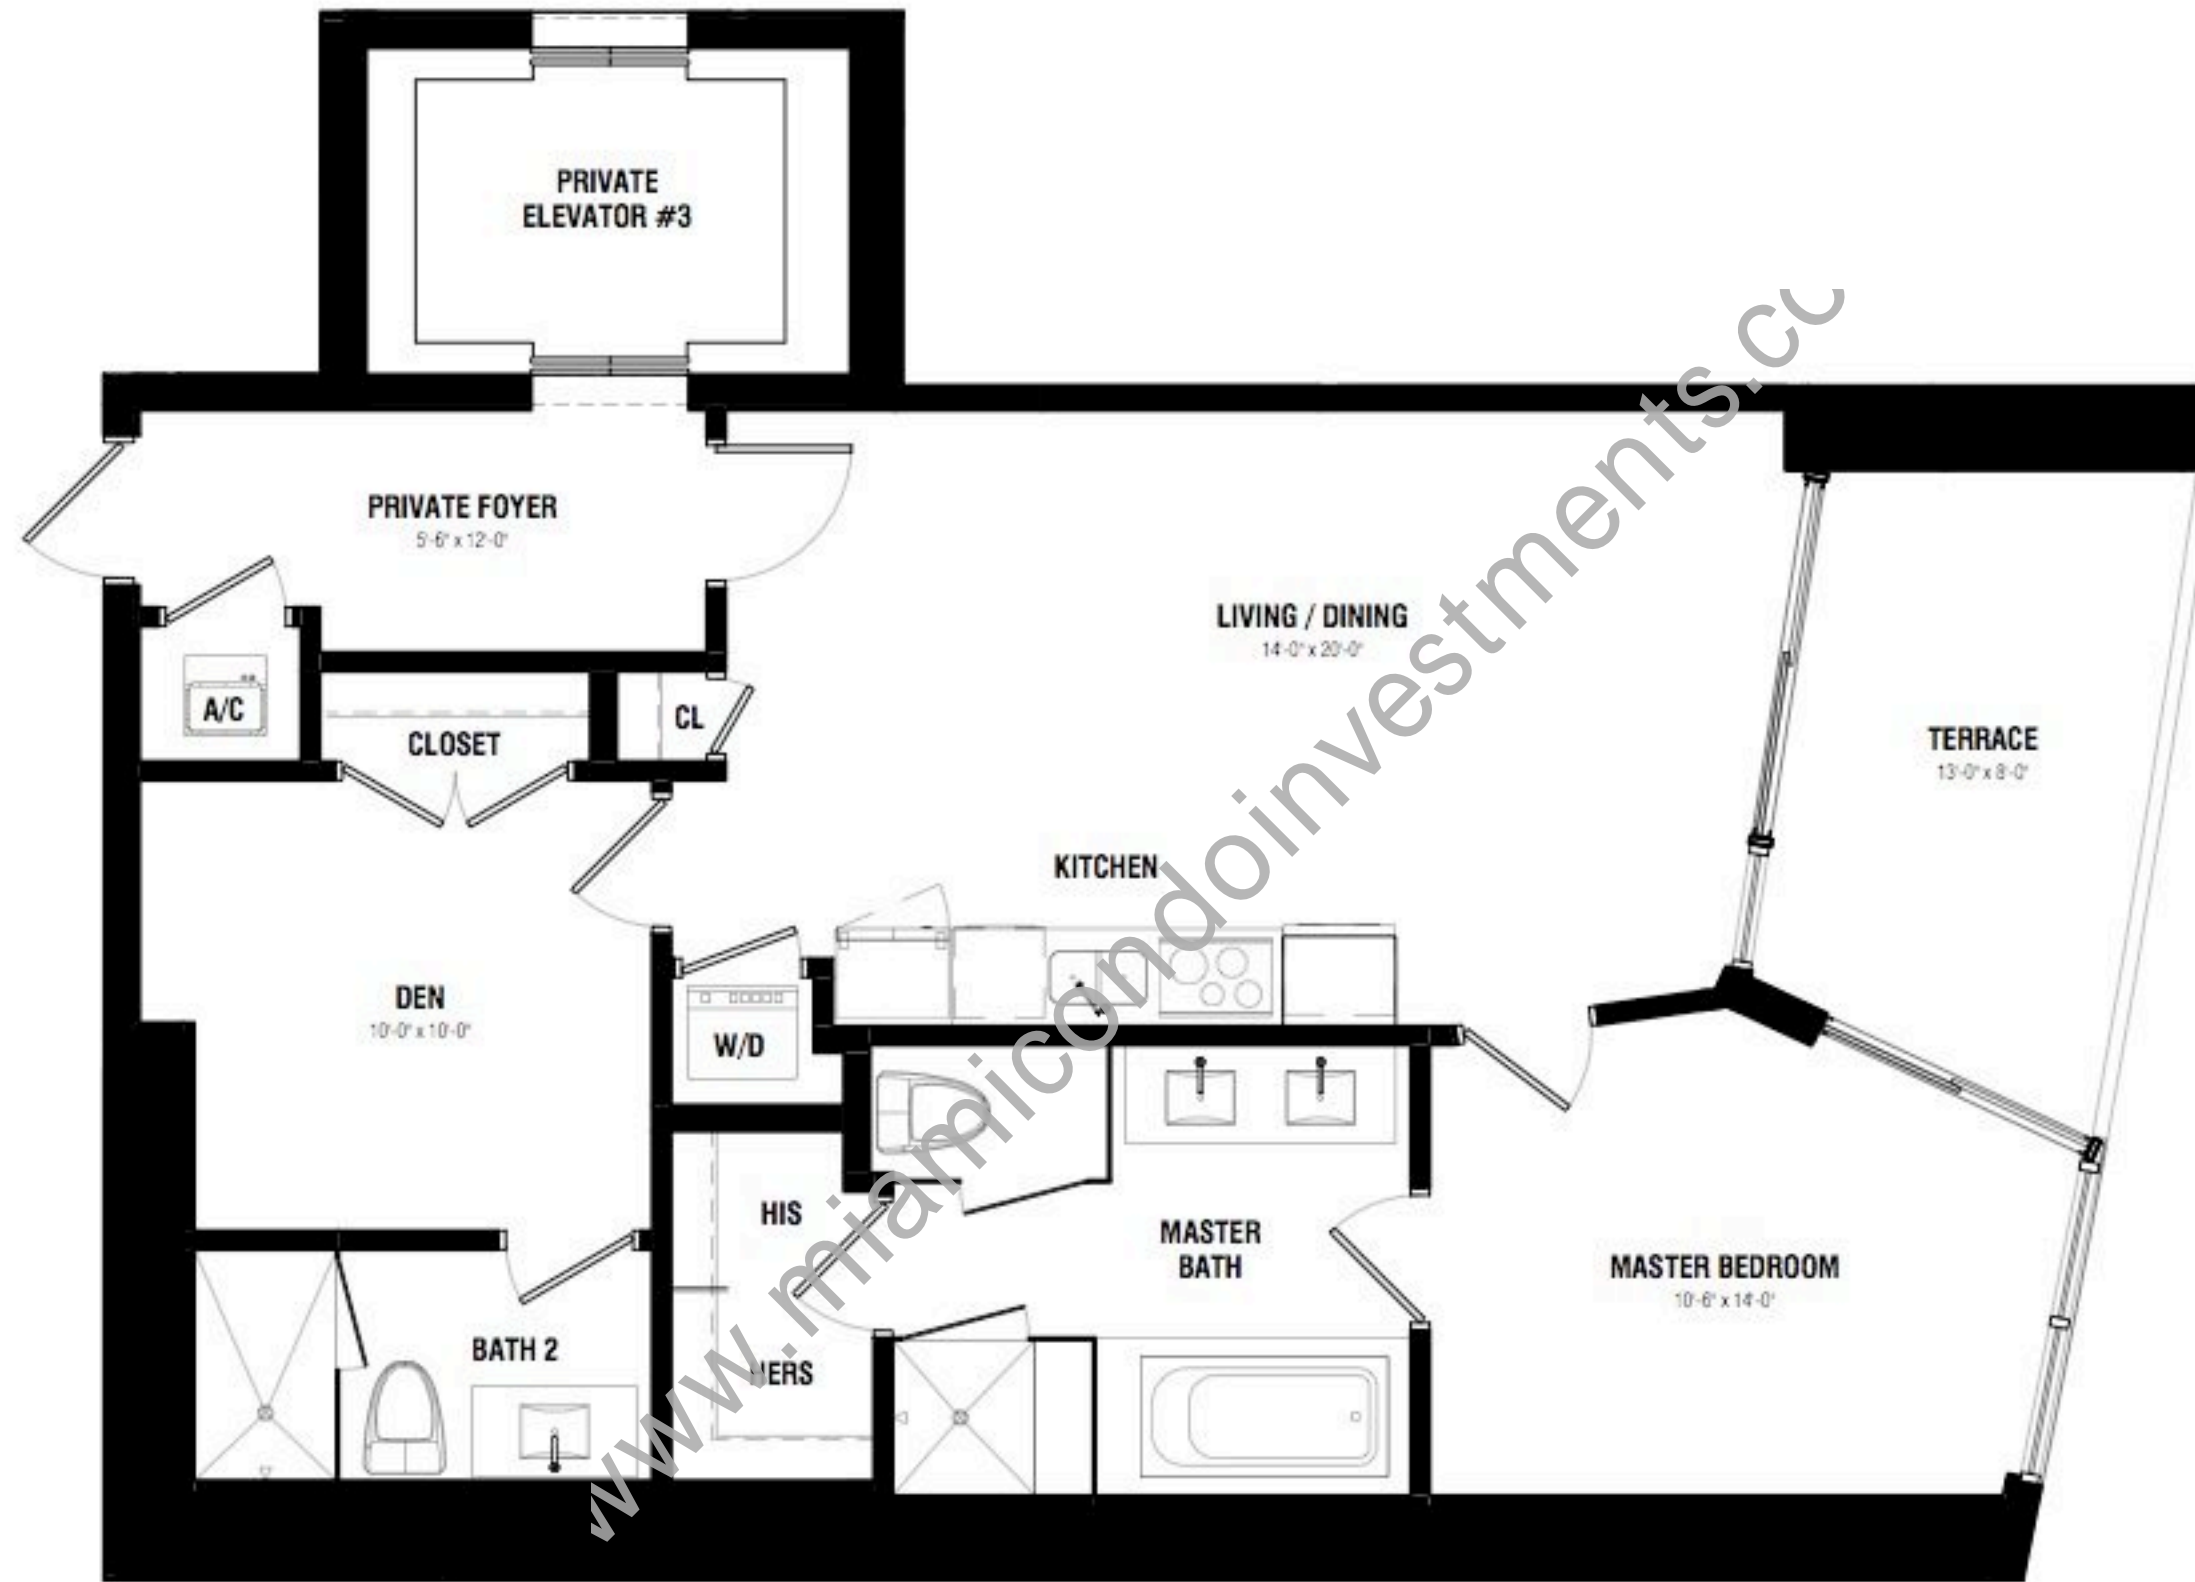 PRIVATE
ELEVATOR #3
PRIVATE FOYER
5'-6" x 12'-0"
LIVING / DINING
14'-0" x 20'-0"
A/C
CL
CLOSET
TERRACE
13'-0" x 8'-0"
KITCHEN
DEN
10'-0" x 10'-0"
W/D
HIS
MASTER
BATH
MASTER BEDROOM
10'-6" x 14'-0"
BATH 2
HERS
www.miamicondoinvestments.cc